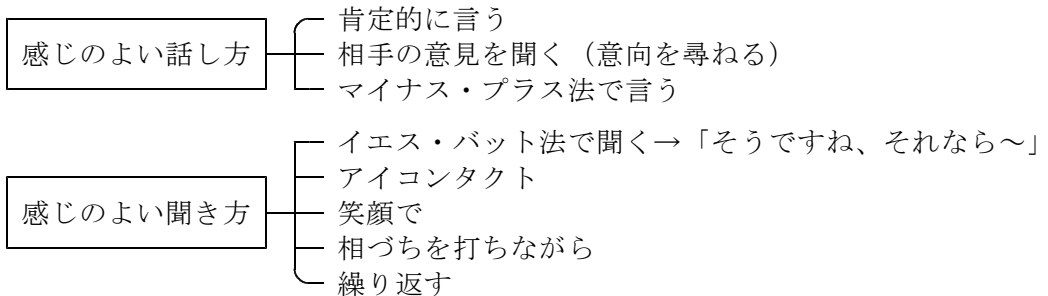 感じのよい話し方
肯定的に言う
相手の意見を聞く（意向を尋ねる）
マイナス・プラス法で言う
感じのよい聞き方
イエス・バット法で聞く→「そうですね、それなら～」
アイコンタクト
笑顔で
相づちを打ちながら
繰り返す